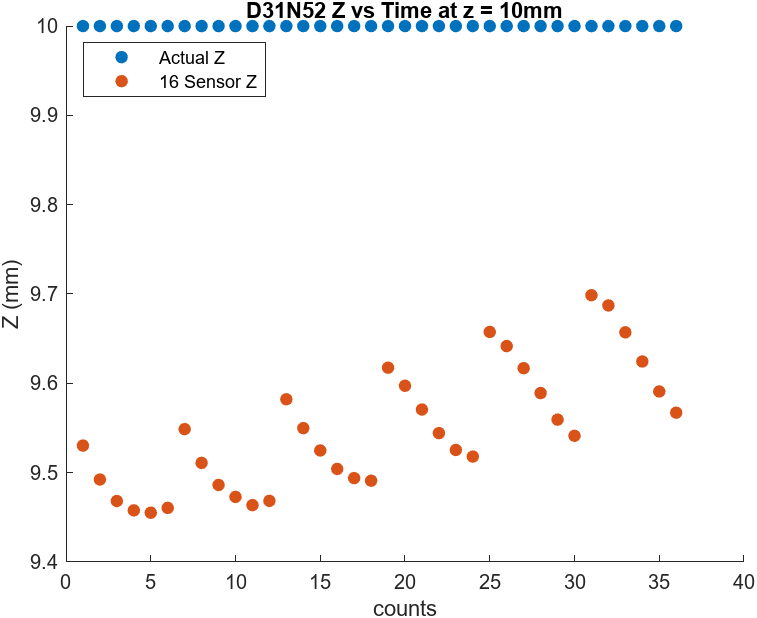 D31N52 Z vs Time at z = 10mm
Actual Z
16 Sensor Z
Z (mm)
10
9.9
9.8
9.7
9.6
9.5
9.4
0 5 10 15 20 25 30 35 40
counts